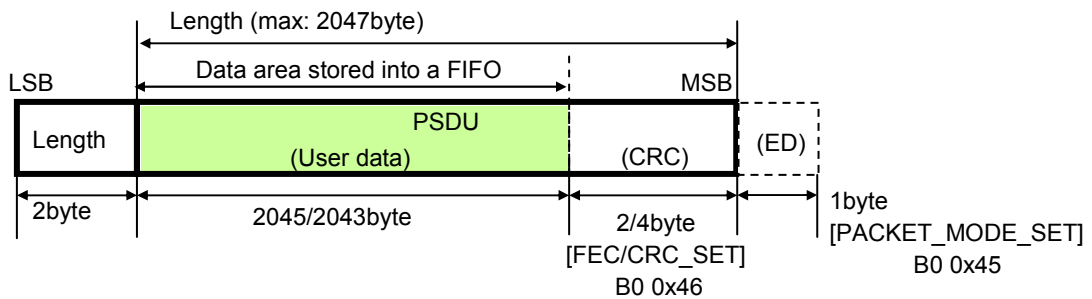 Length (max: 2047byte)
Data area stored into a FIFO
LSB
MSB
Length
PSDU
(User data)
(CRC)
(ED)
2byte
2045/2043byte
2/4byte
[FEC/CRC_SET]
B0 0x46
1byte
[PACKET_MODE_SET]
B0 0x45